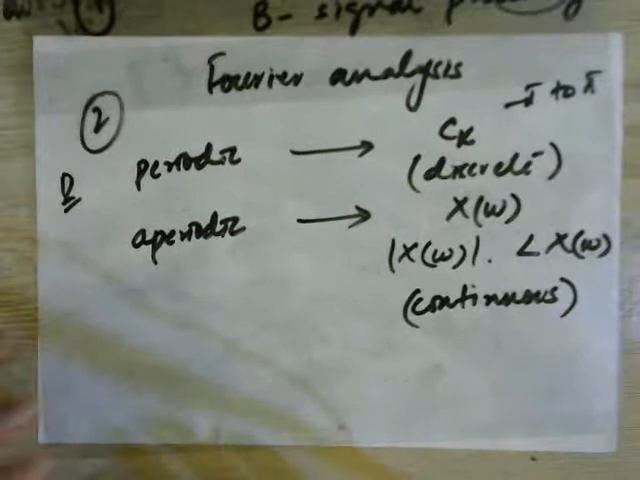 B- signal
Fourier analysis
2
-π to π
periodic → CK
(discrete)
D
aperiodic → X(ω)
|X(ω)|. ∠X(ω)
(continuous)